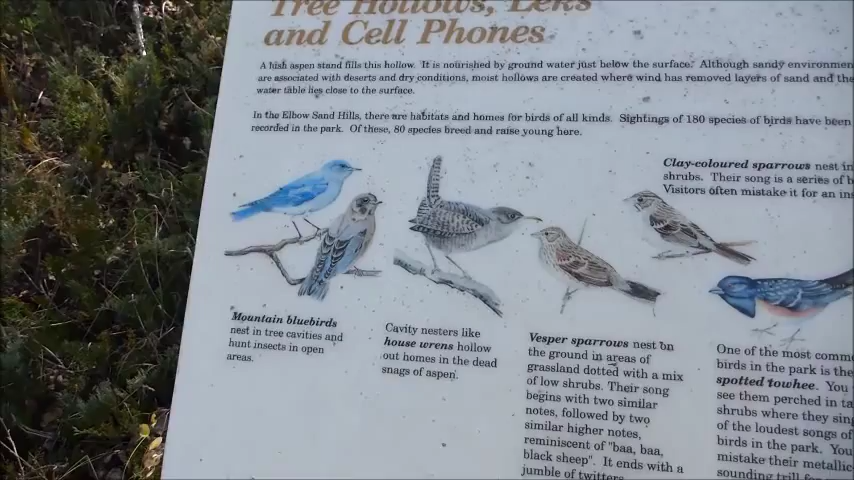 Tree Hollows, Leks
and Cell Phones
A lush aspen stand fills this hollow. It is nourished by ground water just below the surface. Although sandy environmen
are associated with deserts and dry conditions, moist hollows are created where wind has removed layers of sand and the
water table lies close to the surface.
In the Elbow Sand Hills, there are habitats and homes for birds of all kinds. Sightings of 180 species of birds have been
recorded in the park. Of these, 80 species breed and raise young here.
Clay-coloured sparrows nest in
shrubs. Their song is a series of b
Visitors often mistake it for an ins
Mountain bluebirds
nest in tree cavities and
hunt insects in open
areas.
Cavity nesters like
house wrens hollow
out homes in the dead
snags of aspen.
Vesper sparrows nest on
the ground in areas of
grassland dotted with a mix
of low shrubs. Their song
begins with two similar
notes, followed by two
similar higher notes,
reminiscent of "baa, baa,
black sheep". It ends with a
jumble of twitters
One of the most comm
birds in the park is the
spotted towhee. You
see them perched in ta
shrubs where they sing
of the loudest songs of
birds in the park. You
mistake their metallic
sounding trill for